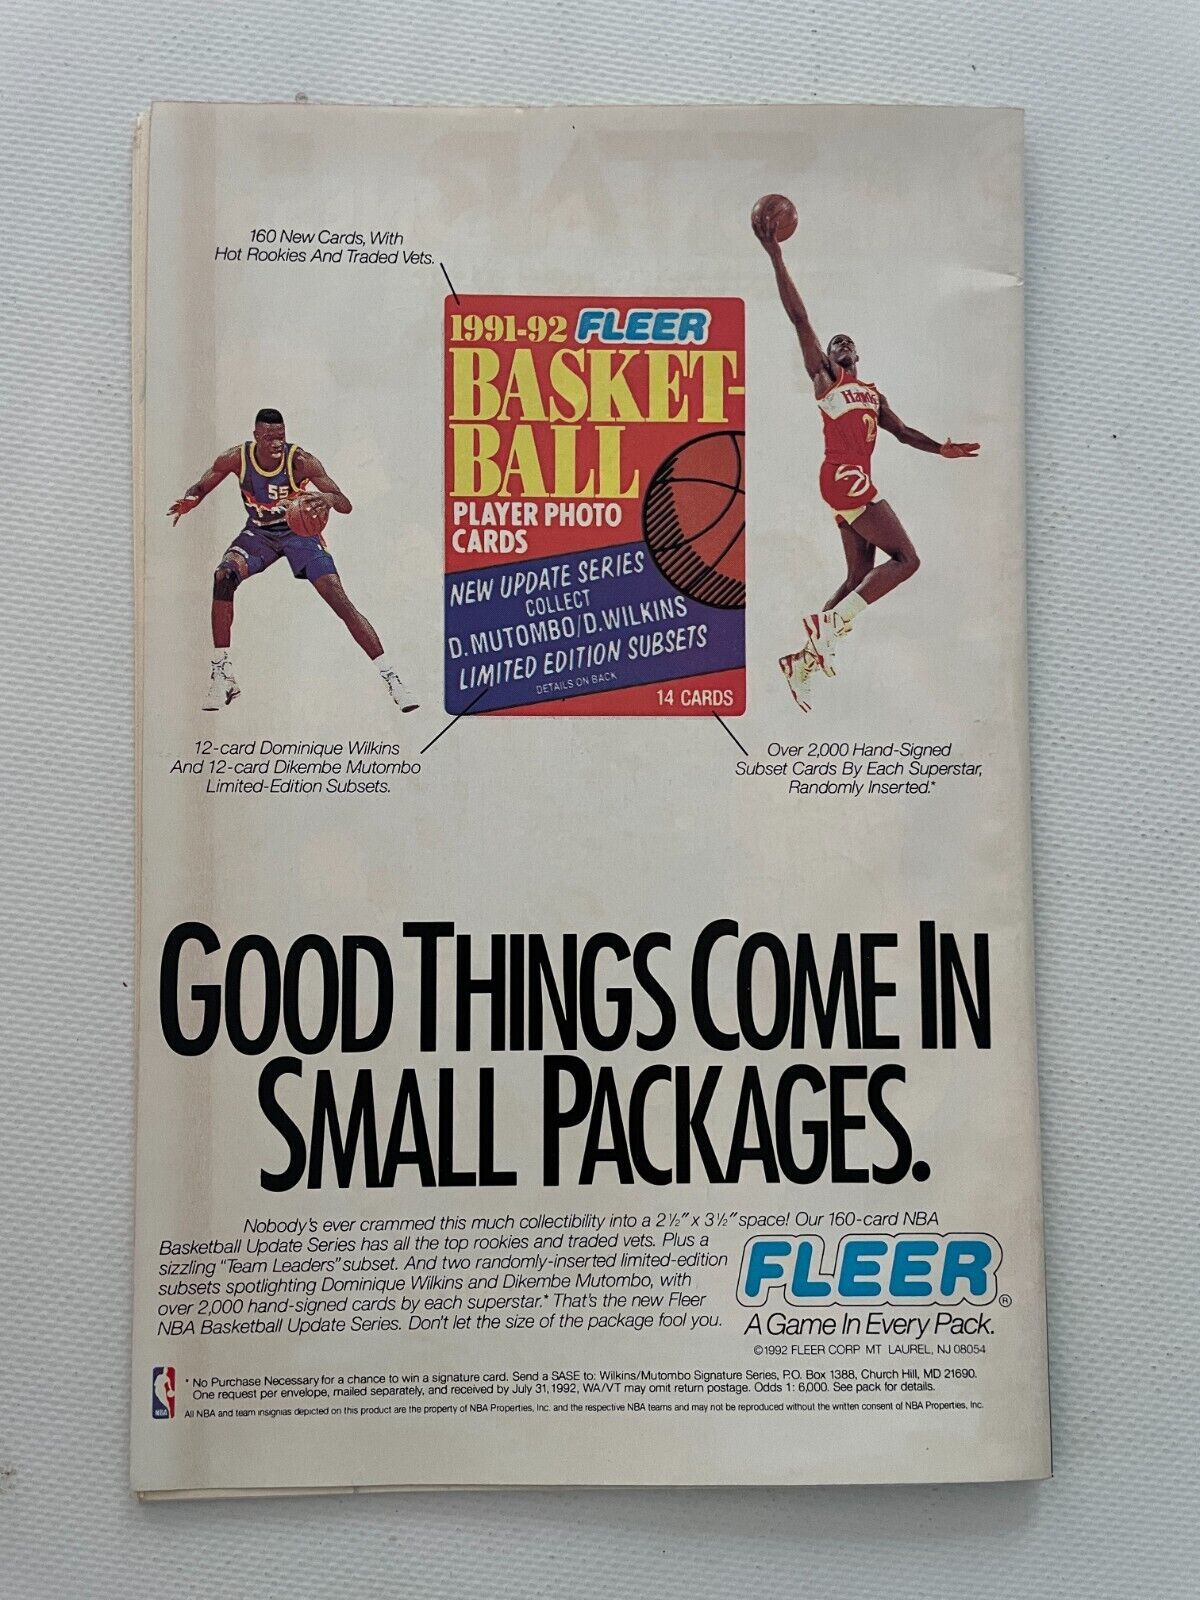 160 New Cards, With
Hot Rookies And Traded Vets.
1991-92 FLEER
BASKET-
BALL
PLAYER PHOTO
CARDS
NEW UPDATE SERIES
COLLECT
D. MUTOMBO/D. WILKINS
LIMITED EDITION SUBSETS
DETAILS ON BACK
14 CARDS
55
Hawks
2
12-card Dominique Wilkins
And 12-card Dikembe Mutombo
Limited-Edition Subsets.
Over 2,000 Hand-Signed
Subset Cards By Each Superstar,
Randomly Inserted.*
GOOD THINGS COME IN
SMALL PACKAGES.
Nobody's ever crammed this much collectibility into a 2½" x 3½" space! Our 160-card NBA
Basketball Update Series has all the top rookies and traded vets. Plus a
sizzling "Team Leaders" subset. And two randomly-inserted limited-edition
subsets spotlighting Dominique Wilkins and Dikembe Mutombo, with
over 2,000 hand-signed cards by each superstar.* That's the new Fleer
NBA Basketball Update Series. Don't let the size of the package fool you.
FLEER®
A Game In Every Pack.
©1992 FLEER CORP MT LAUREL, NJ 08054
* No Purchase Necessary for a chance to win a signature card. Send a SASE to: Wilkins/Mutombo Signature Series, P.O. Box 1388, Church Hill, MD 21690.
One request per envelope, mailed separately, and received by July 31, 1992, WA/VT may omit return postage. Odds 1: 6,000. See pack for details.
NBA
All NBA and team insignias depicted on this product are the property of NBA Properties, Inc. and the respective NBA teams and may not be reproduced without the written consent of NBA Properties, Inc.